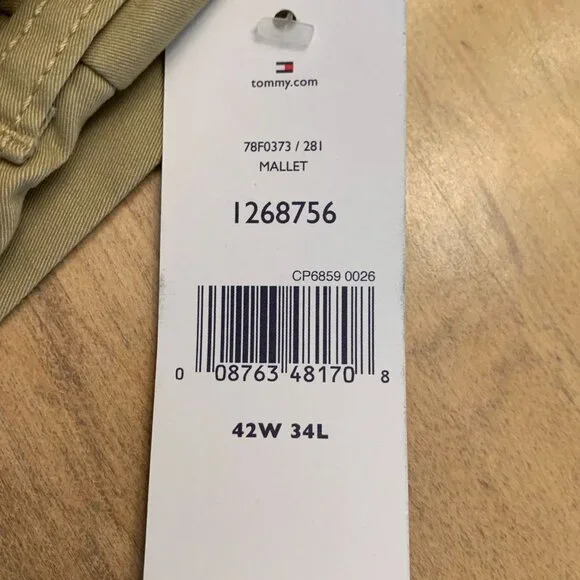 tommy.com
78F0373 / 281
MALLET
1268756
CP6859 0026
0 08763 48170 8
42W 34L